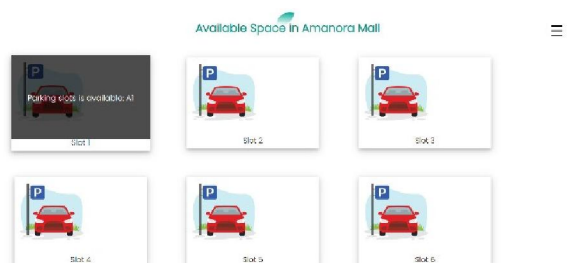 Available Space in Amanora Mall
P
Parking slots is available: A1
Slot 1
P
Slot 2
P
Slot 3
P
Slot 4
P
Slot 5
P
Slot 6